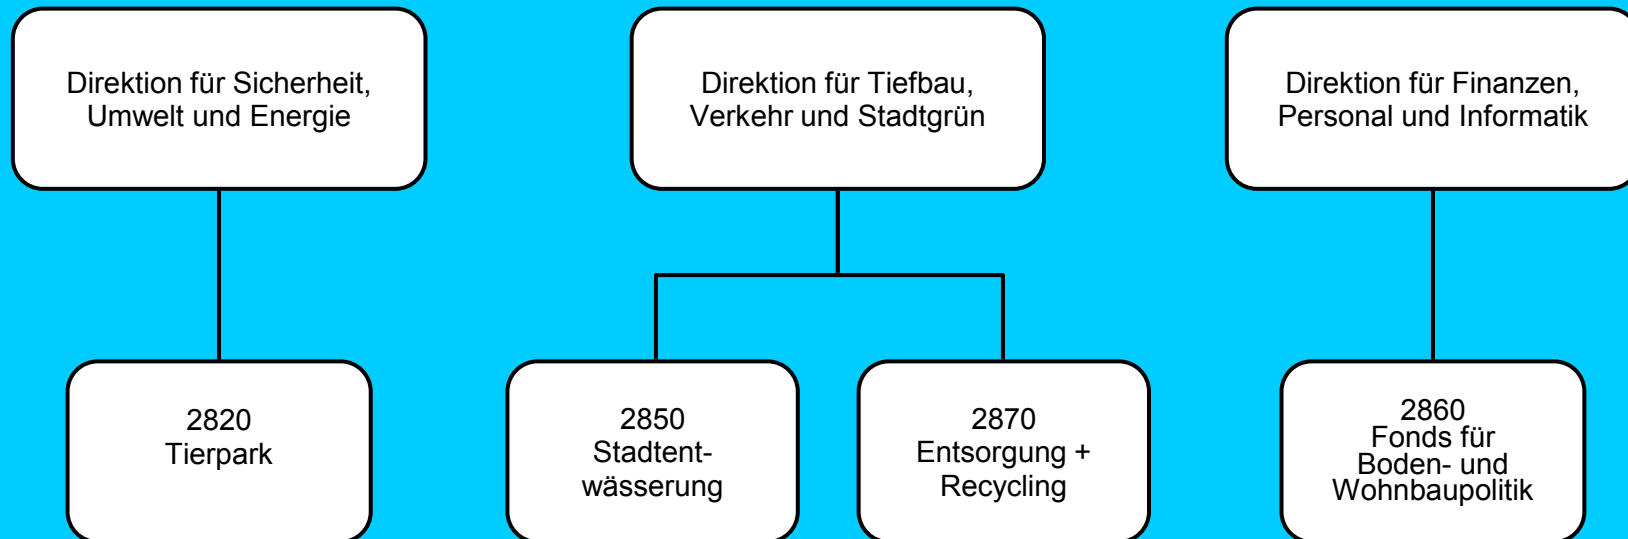 Direktion für Sicherheit,
Umwelt und Energie
Direktion für Tiefbau,
Verkehr und Stadtgrün
Direktion für Finanzen,
Personal und Informatik
2820
Tierpark
2850
Stadtent-
wässerung
2870
Entsorgung +
Recycling
2860
Fonds für
Boden- und
Wohnbaupolitik